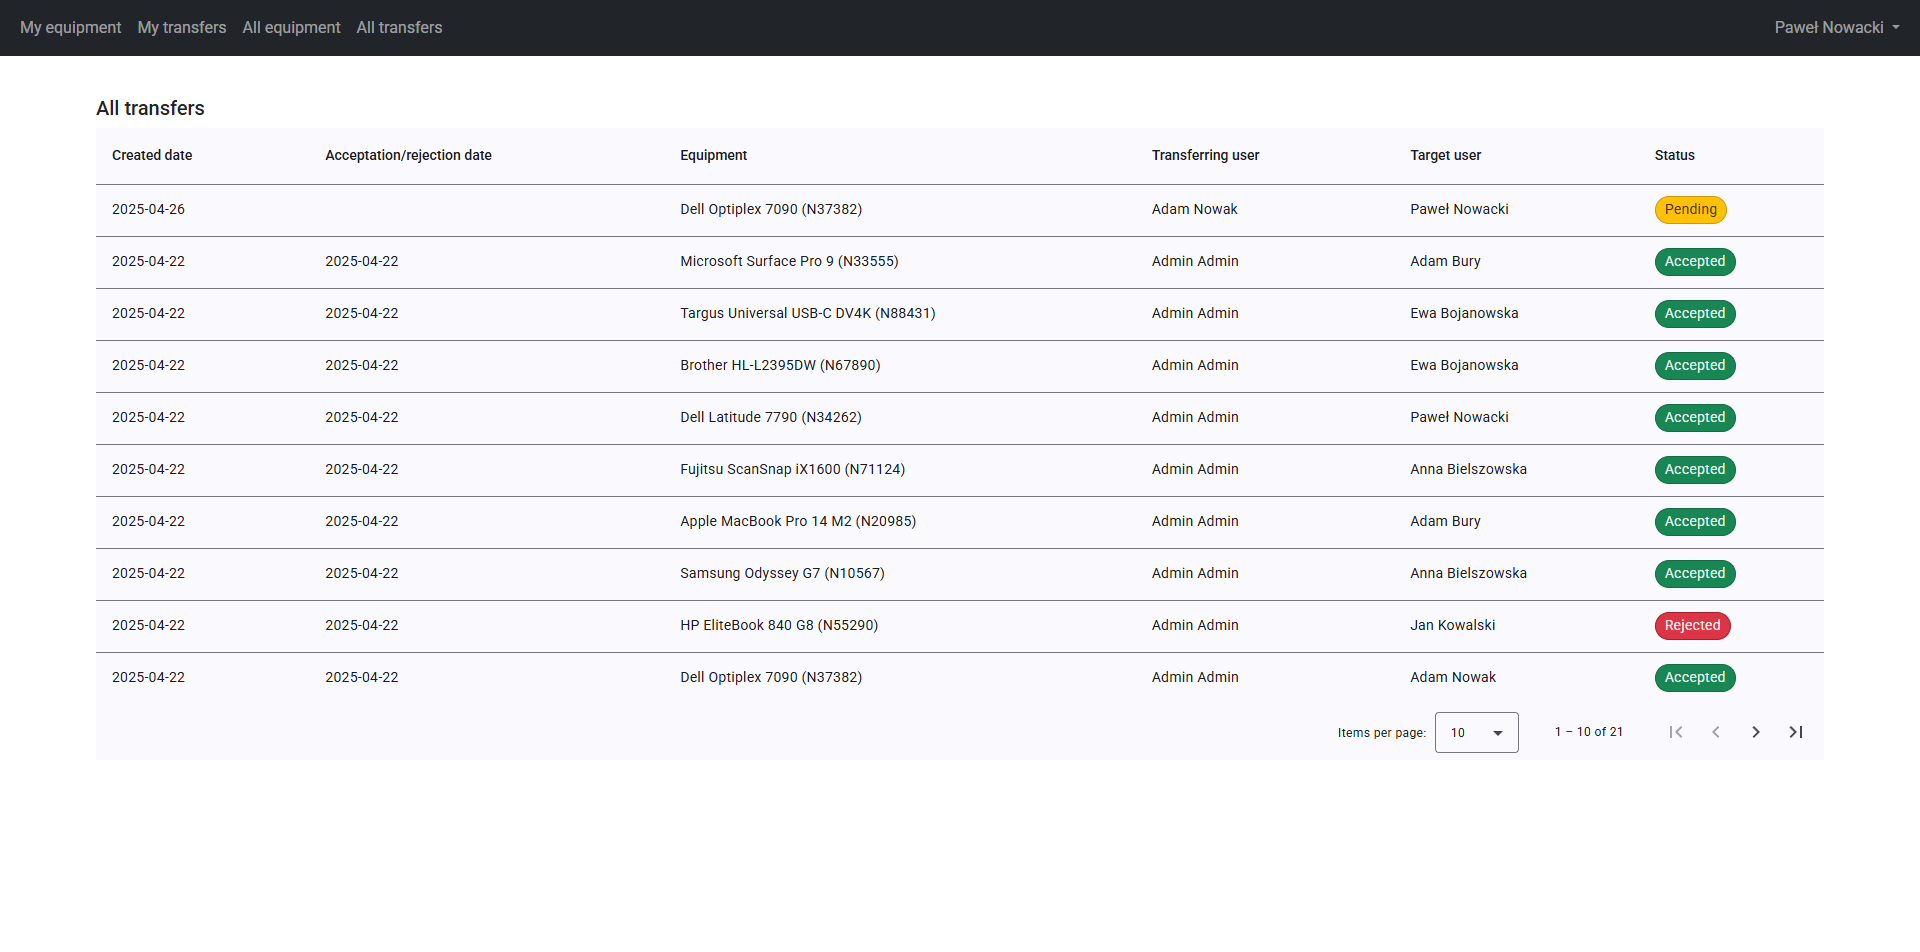 My equipment My transfers All equipment All transfers Paweł Nowacki
All transfers
Created date Acceptation/rejection date Equipment Transferring user Target user Status
2025-04-26 Dell Optiplex 7090 (N37382) Adam Nowak Paweł Nowacki Pending
2025-04-22 2025-04-22 Microsoft Surface Pro 9 (N33555) Admin Admin Adam Bury Accepted
2025-04-22 2025-04-22 Targus Universal USB-C DV4K (N88431) Admin Admin Ewa Bojanowska Accepted
2025-04-22 2025-04-22 Brother HL-L2395DW (N67890) Admin Admin Ewa Bojanowska Accepted
2025-04-22 2025-04-22 Dell Latitude 7790 (N34262) Admin Admin Paweł Nowacki Accepted
2025-04-22 2025-04-22 Fujitsu ScanSnap iX1600 (N71124) Admin Admin Anna Bielszowska Accepted
2025-04-22 2025-04-22 Apple MacBook Pro 14 M2 (N20985) Admin Admin Adam Bury Accepted
2025-04-22 2025-04-22 Samsung Odyssey G7 (N10567) Admin Admin Anna Bielszowska Accepted
2025-04-22 2025-04-22 HP EliteBook 840 G8 (N55290) Admin Admin Jan Kowalski Rejected
2025-04-22 2025-04-22 Dell Optiplex 7090 (N37382) Admin Admin Adam Nowak Accepted
Items per page: 10 1 – 10 of 21